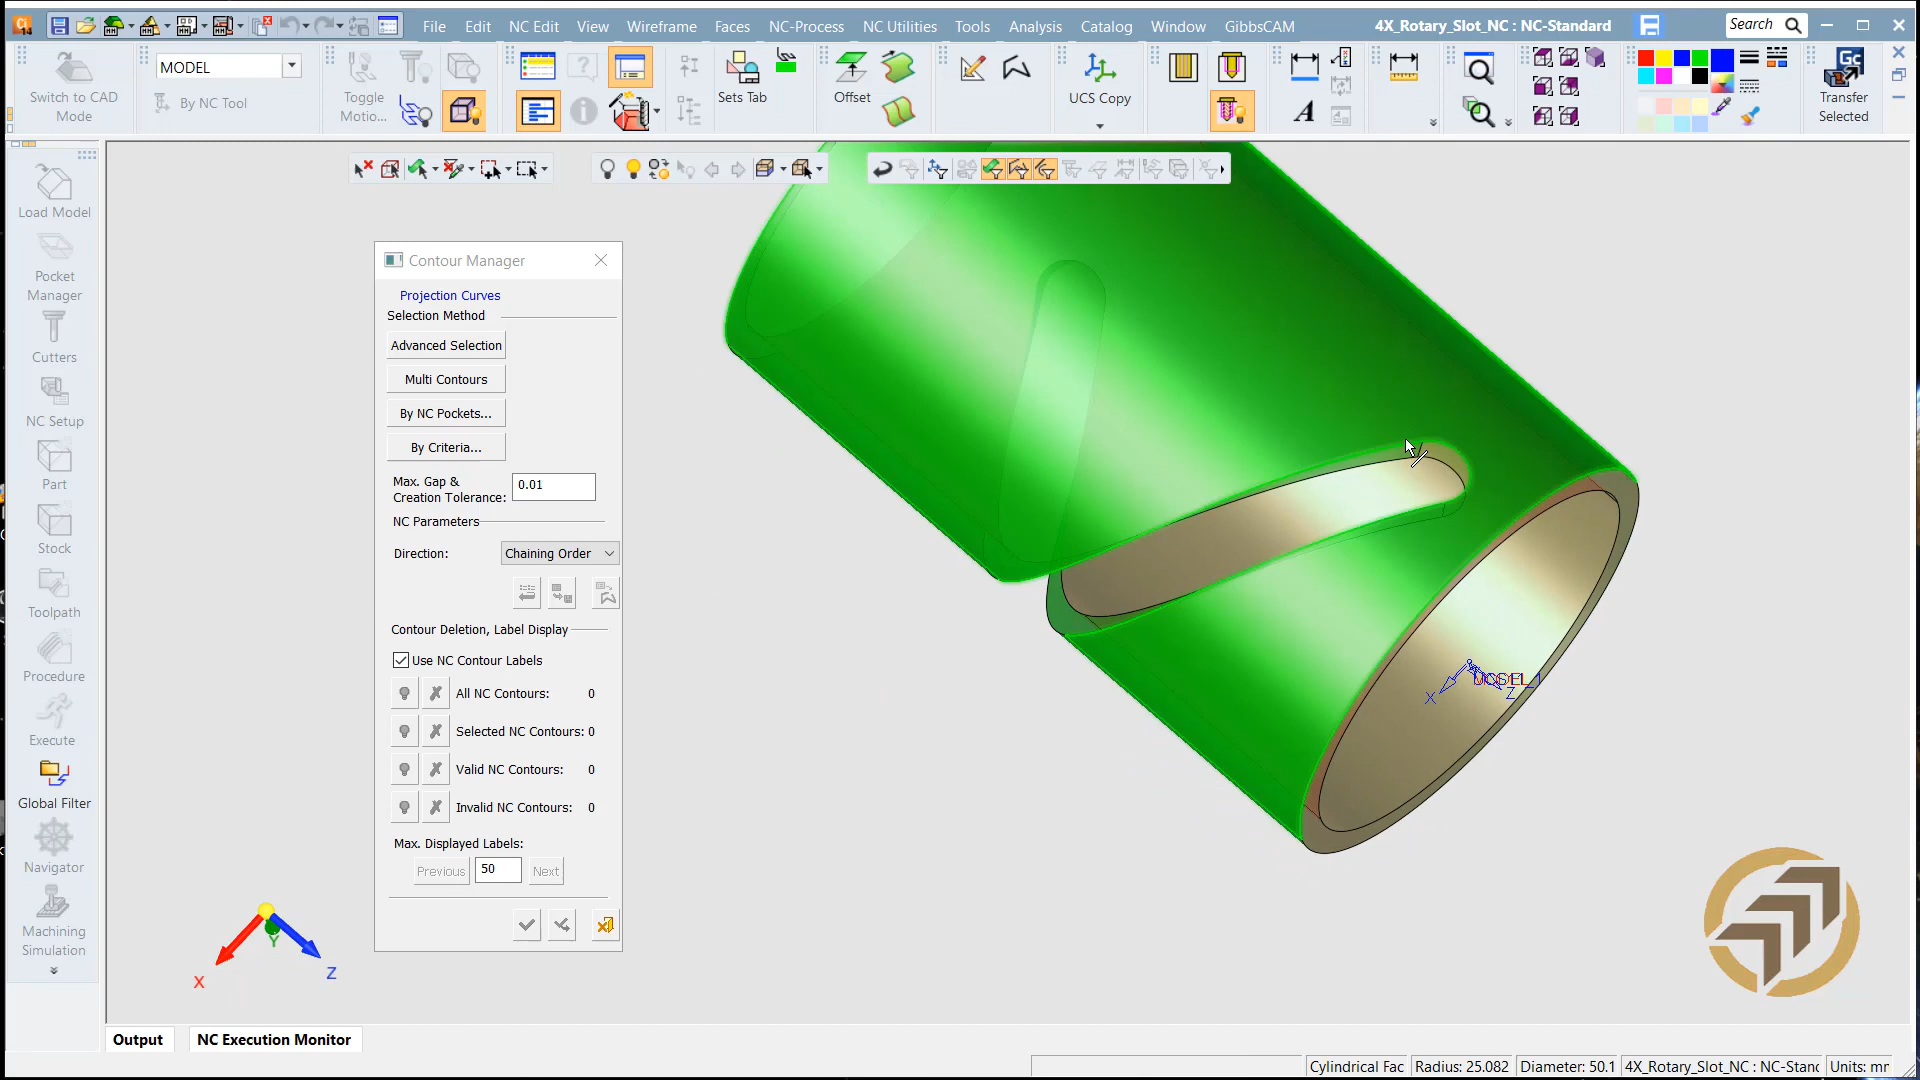 File Edit NC Edit View Wireframe Faces NC-Process NC Utilities Tools Analysis Catalog Window GibbsCAM 4X_Rotary_Slot_NC : NC-Standard Search
14
MODEL
By NC Tool
Switch to CAD
Mode
Toggle
Motio...
Sets Tab
Offset
UCS Copy
A
Gc
Transfer
Selected
Load Model
Pocket
Manager
Cutters
NC Setup
Part
Stock
Toolpath
Procedure
Execute
Global Filter
Navigator
Machining
Simulation
Contour Manager
Projection Curves
Selection Method
Advanced Selection
Multi Contours
By NC Pockets...
By Criteria...
Max. Gap &
Creation Tolerance: 0.01
NC Parameters
Direction: Chaining Order
Contour Deletion, Label Display
Use NC Contour Labels
All NC Contours: 0
Selected NC Contours: 0
Valid NC Contours: 0
Invalid NC Contours: 0
Max. Displayed Labels:
Previous 50 Next
X
Z
X
Y
Z
Output NC Execution Monitor
Cylindrical Fac Radius: 25.082 Diameter: 50.1 4X_Rotary_Slot_NC : NC-Stanc Units: mr